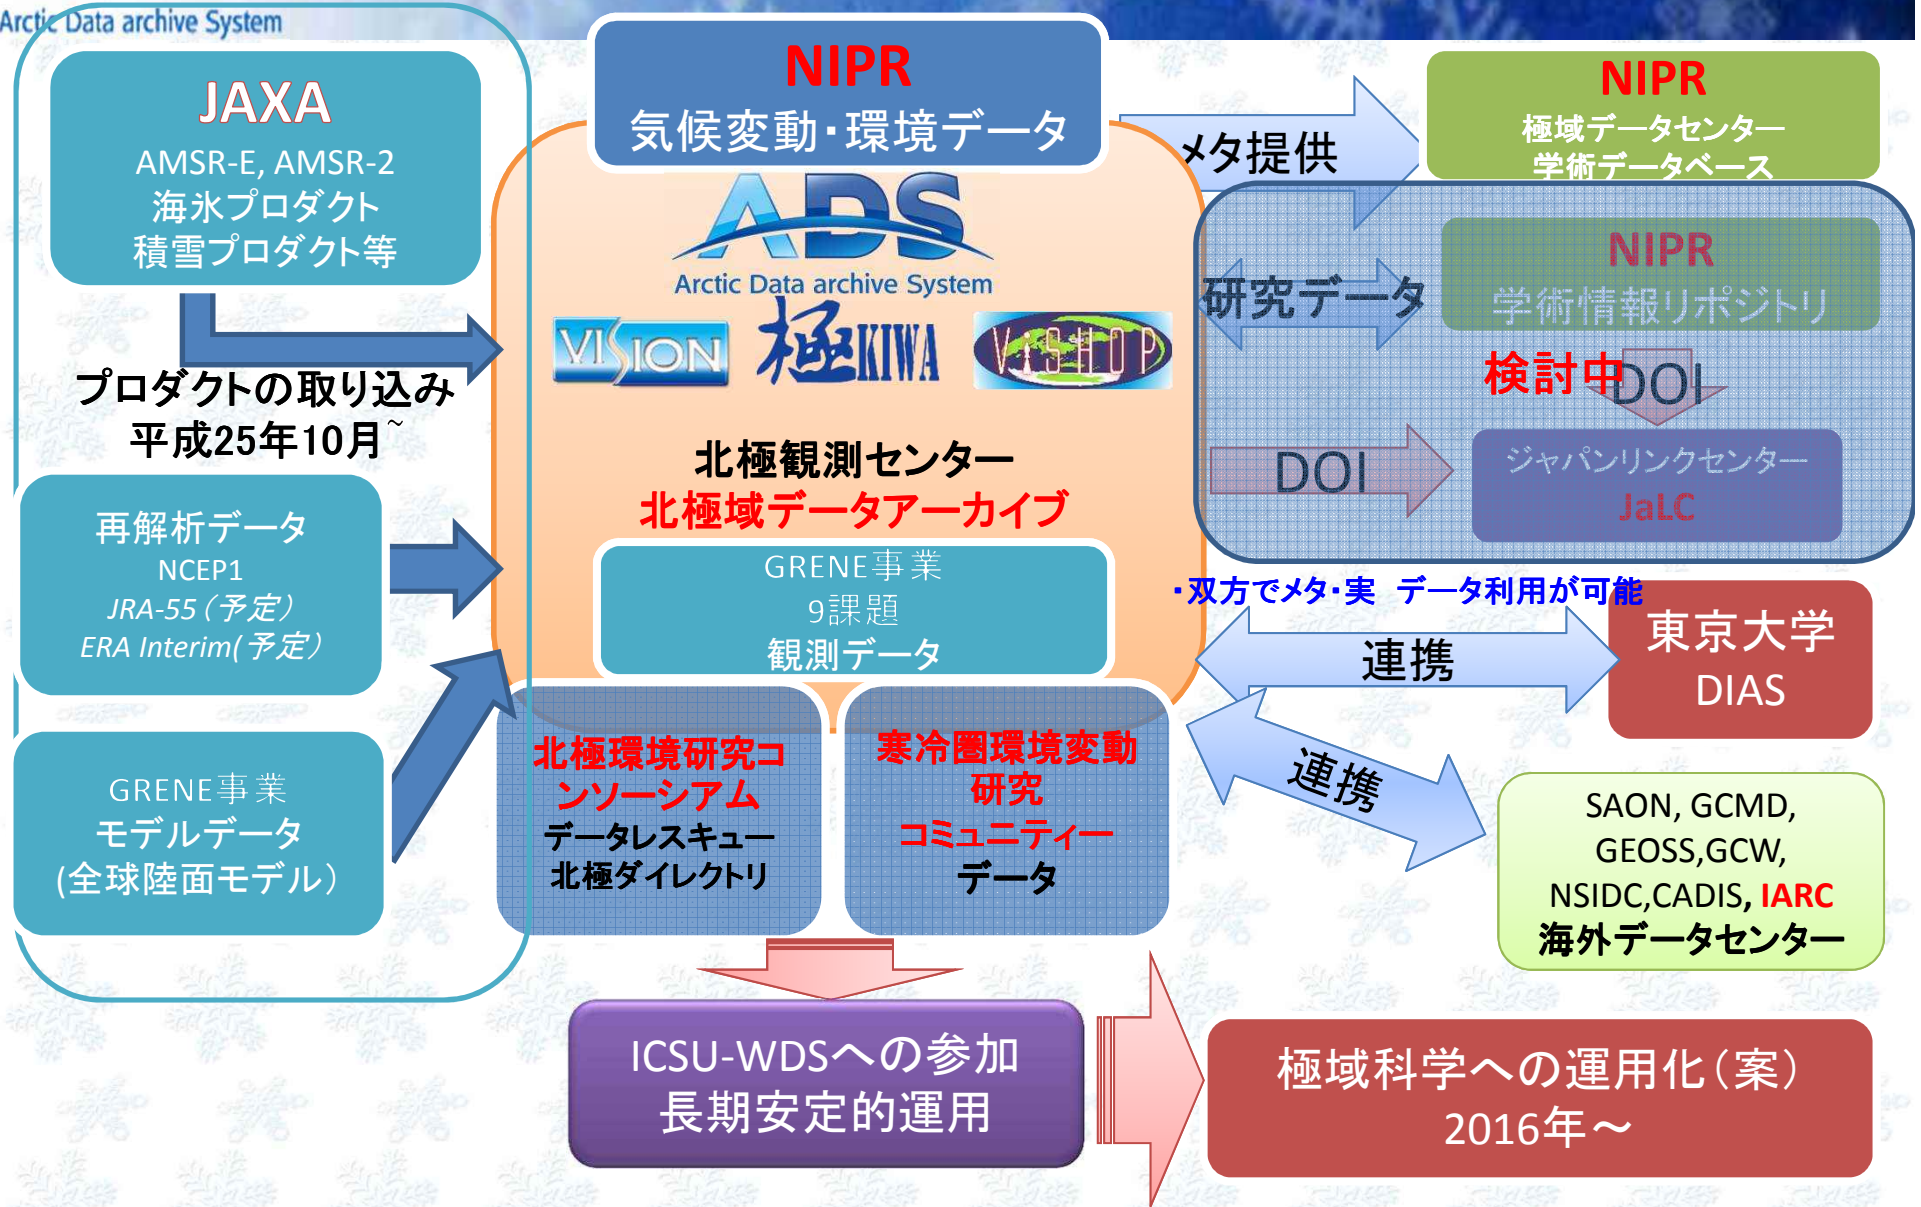 Arctic Data archive System
JAXA
AMSR-E, AMSR-2
海氷プロダクト
積雪プロダクト等
プロダクトの取り込み
平成25年10月~
再解析データ
NCEP1
JRA-55（予定）
ERA Interim(予定）
GRENE事業
モデルデータ
(全球陸面モデル）
NIPR
気候変動・環境データ
ADS
Arctic Data archive System
VISION
極KIWA
ViSHOP
北極観測センター
北極域データアーカイブ
GRENE事業
9課題
観測データ
北極環境研究コ
ンソーシアム
データレスキュー
北極ダイレクトリ
寒冷圏環境変動
研究
コミュニティー
データ
メタ提供
NIPR
極域データセンター
学術データベース
研究データ
NIPR
学術情報リポジトリ
検討中
DOI
DOI
ジャパンリンクセンター
JaLC
・双方でメタ・実 データ利用が可能
連携
東京大学
DIAS
連携
SAON, GCMD,
GEOSS,GCW,
NSIDC,CADIS, IARC
海外データセンター
ICSU-WDSへの参加
長期安定的運用
極域科学への運用化（案）
2016年～